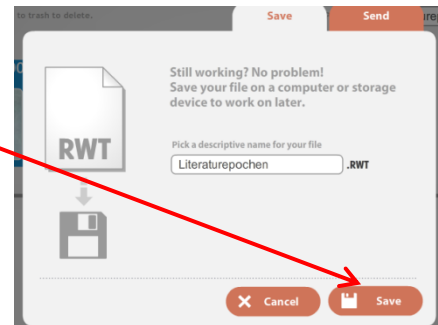 to trash to delete.
Save
Send
Still working? No problem!
Save your file on a computer or storage
device to work on later.
RWT
Pick a descriptive name for your file
Literaturepochen .RWT
Cancel
Save